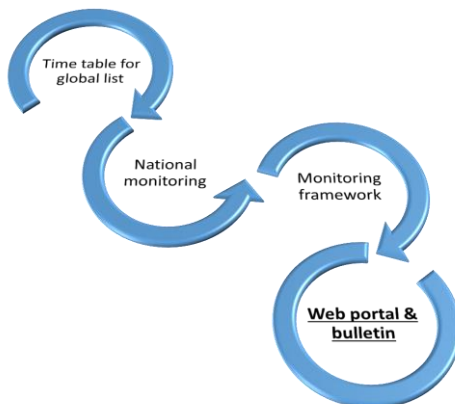 Time table for
global list
National
monitoring
Monitoring
framework
Web portal &
bulletin